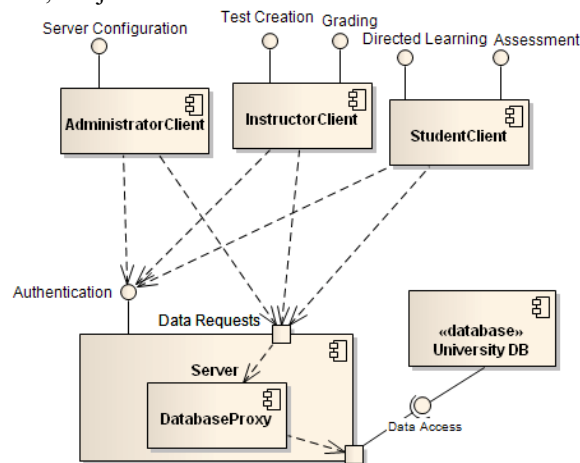 Server Configuration
Test Creation
Grading
Directed Learning
Assessment
AdministratorClient
InstructorClient
StudentClient
Authentication
Data Requests
Server
DatabaseProxy
«database»
University DB
Data Access